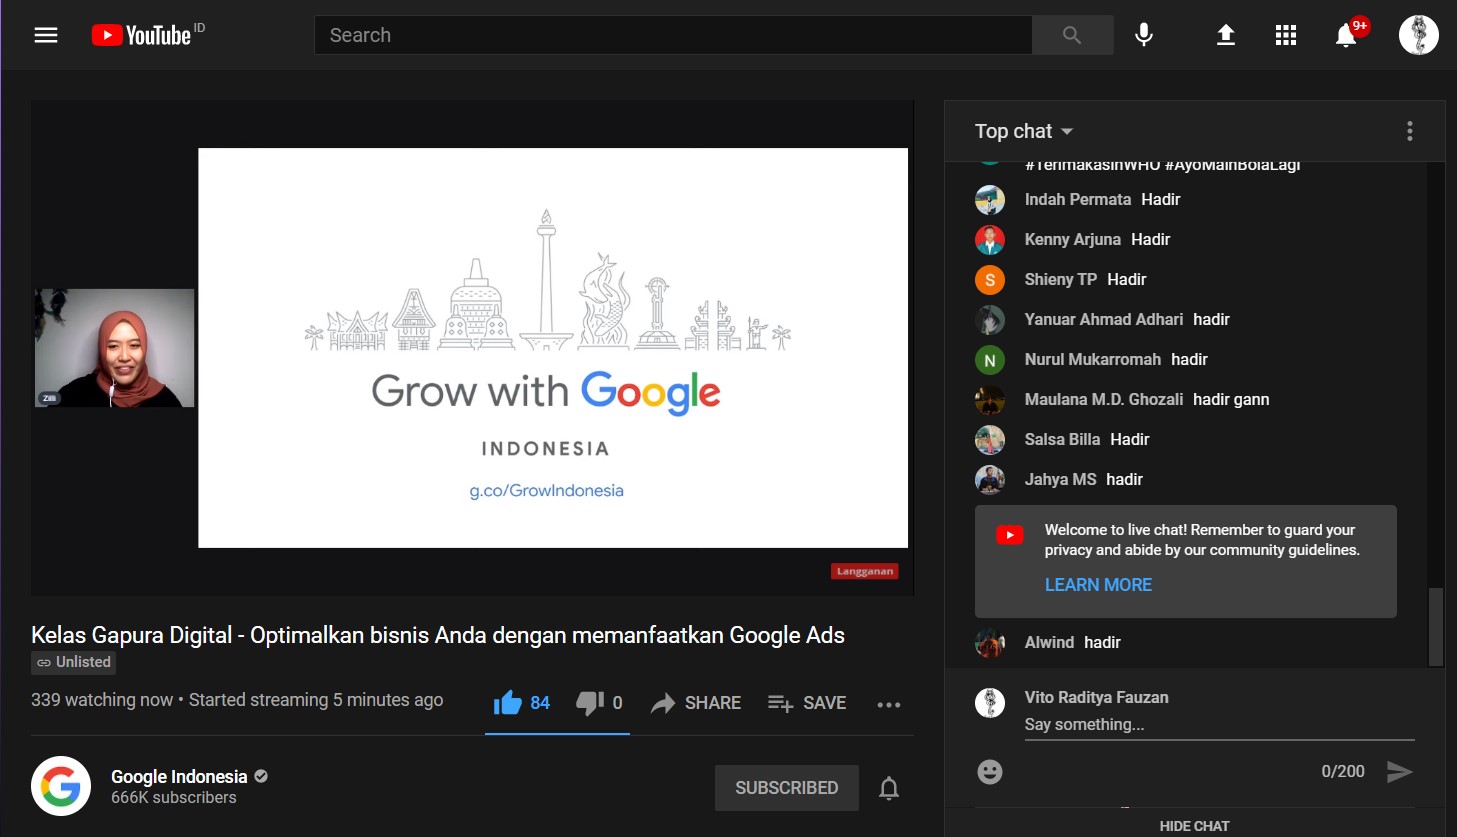 YouTube ID
Search
9+
Zilli
Grow with Google
INDONESIA
g.co/GrowIndonesia
Langganan
Kelas Gapura Digital - Optimalkan bisnis Anda dengan memanfaatkan Google Ads
Unlisted
339 watching now • Started streaming 5 minutes ago
84
0
SHARE
SAVE
Google Indonesia
666K subscribers
SUBSCRIBED
Top chat
#TerimakasihWHO #AyoMainBolaLagi
Indah Permata Hadir
Kenny Arjuna Hadir
S
Shieny TP Hadir
Yanuar Ahmad Adhari hadir
N
Nurul Mukarromah hadir
Maulana M.D. Ghozali hadir gann
Salsa Billa Hadir
Jahya MS hadir
Welcome to live chat! Remember to guard your
privacy and abide by our community guidelines.
LEARN MORE
Alwind hadir
Vito Raditya Fauzan
Say something...
0/200
HIDE CHAT